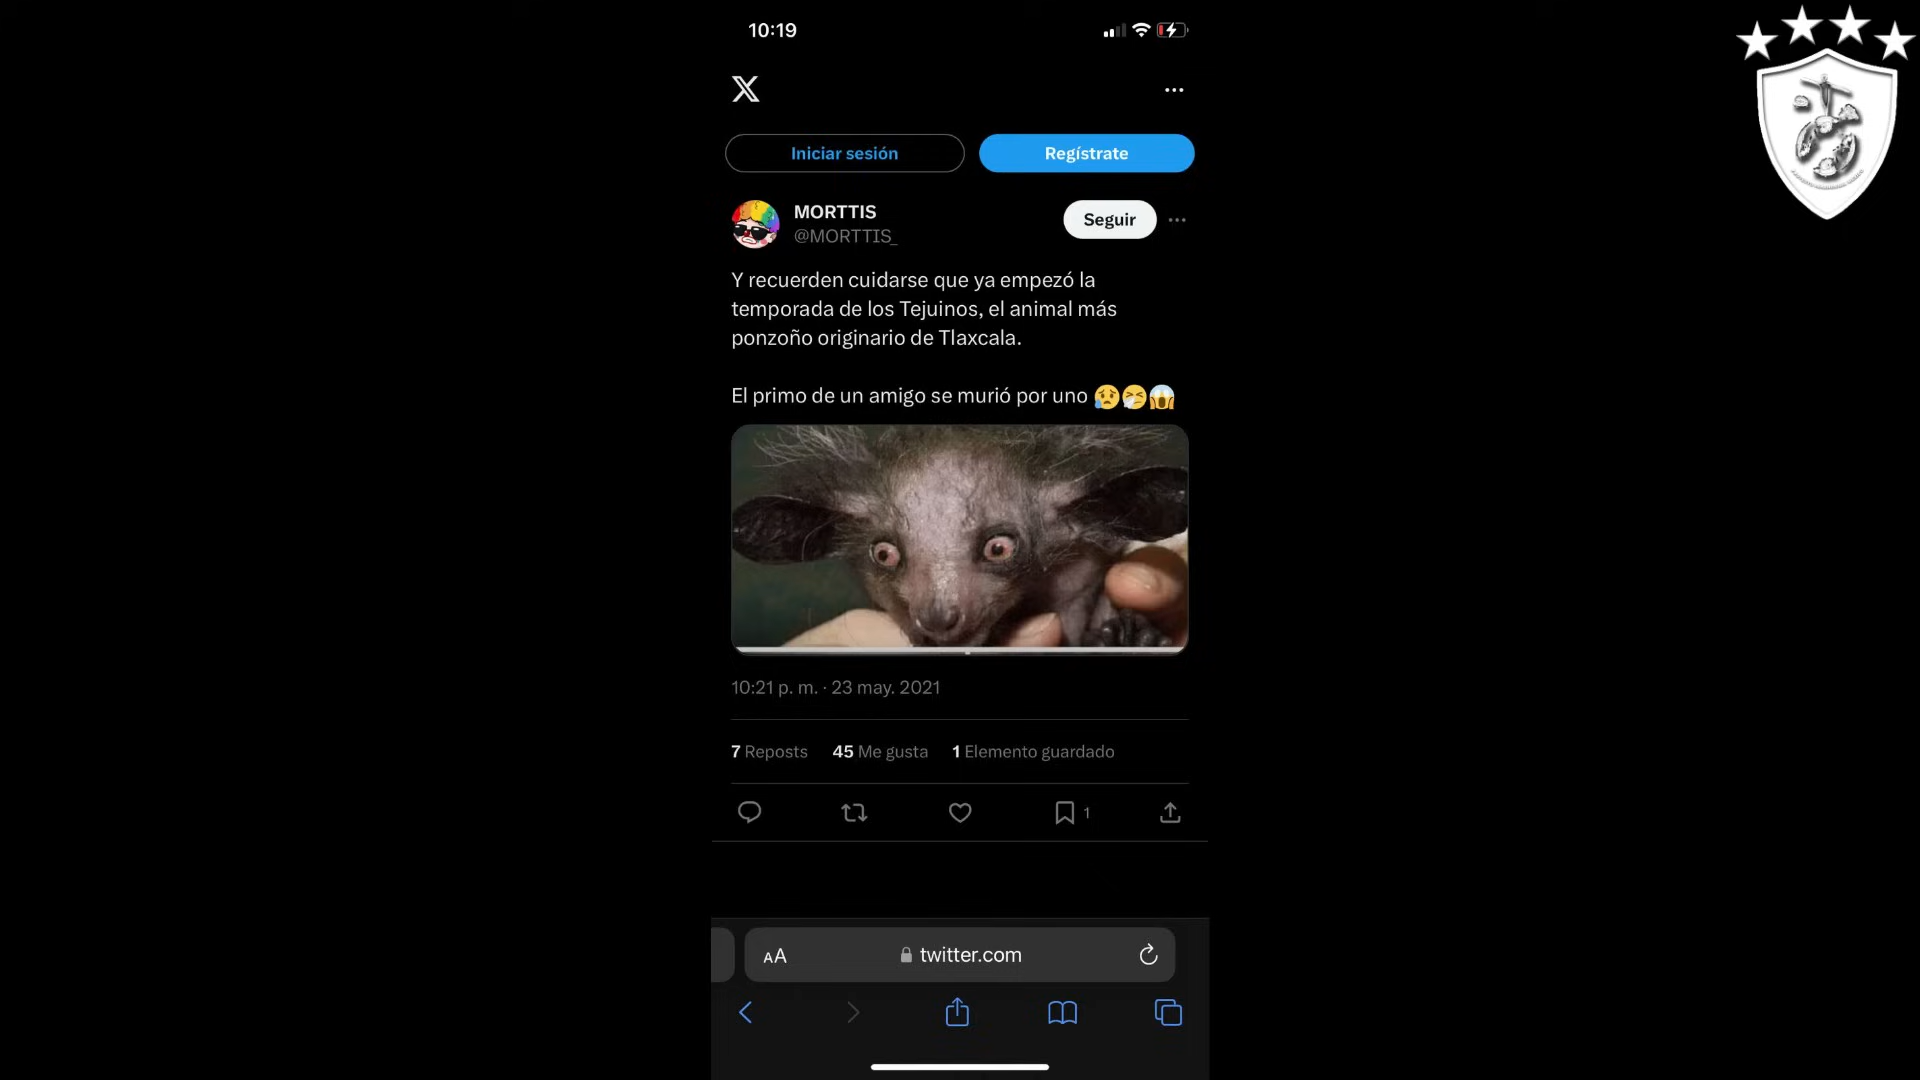 10:19
Iniciar sesión
Regístrate
MORTTIS
@MORTTIS_
Seguir
Y recuerden cuidarse que ya empezó la
temporada de los Tejuinos, el animal más
ponzoño originario de Tlaxcala.
El primo de un amigo se murió por uno 😥🤧😱
10:21 p. m. · 23 may. 2021
7 Reposts 45 Me gusta 1 Elemento guardado
1
AA
twitter.com